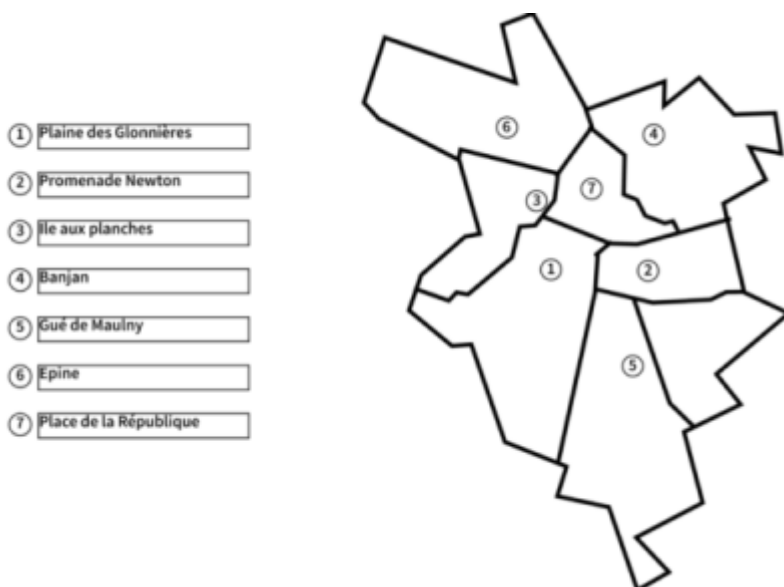 1 Plaine des Glonnières
2 Promenade Newton
3 Ile aux planches
4 Banjan
5 Gué de Maulny
6 Epine
7 Place de la République
6
4
7
3
1
2
5